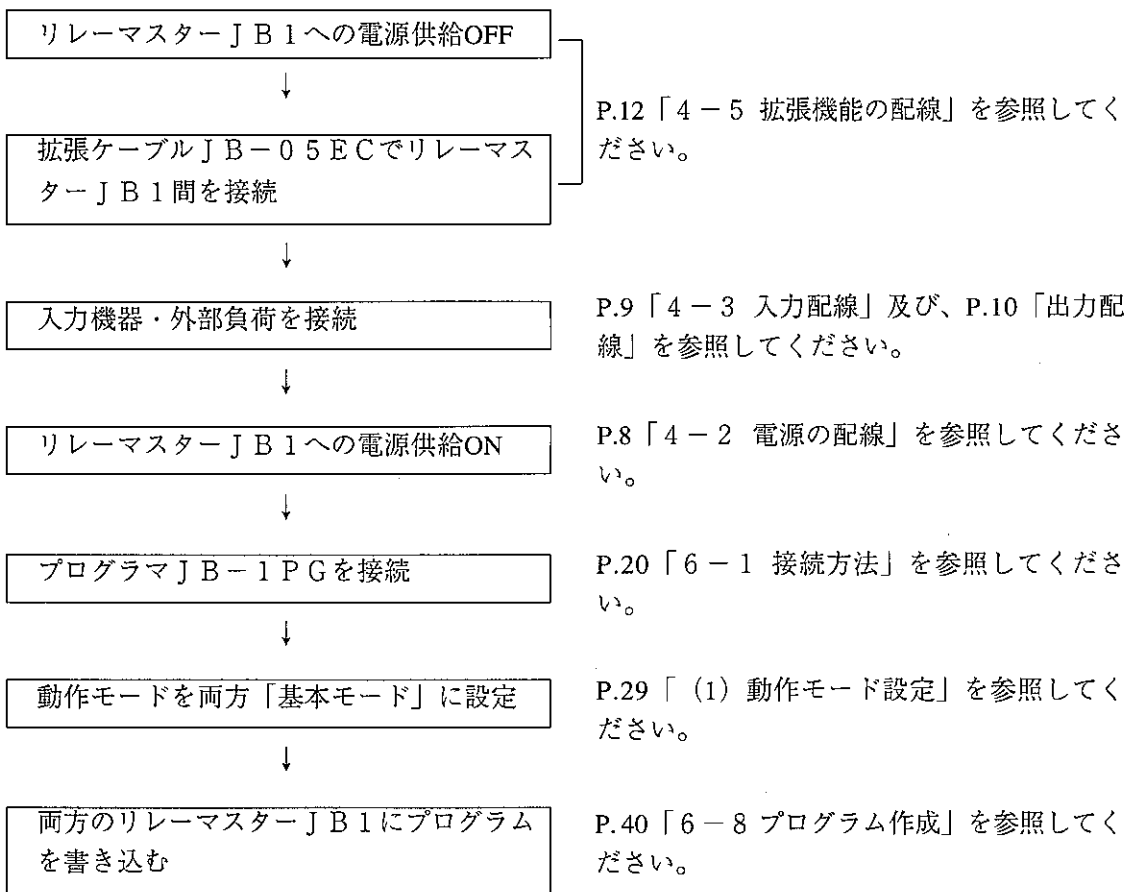 リレーマスターＪＢ１への電源供給OFF
↓
P.12「４－５ 拡張機能の配線」を参照してく
ださい。
拡張ケーブルＪＢ－０５ＥＣでリレーマス
ターＪＢ１間を接続
↓
入力機器・外部負荷を接続
P.9「４－３ 入力配線」及び、P.10「出力配
線」を参照してください。
↓
リレーマスターＪＢ１への電源供給ON
P.8「４－２ 電源の配線」を参照してくださ
い。
↓
プログラマＪＢ－１ＰＧを接続
P.20「６－１ 接続方法」を参照してくださ
い。
↓
動作モードを両方「基本モード」に設定
P.29「（1）動作モード設定」を参照してく
ださい。
↓
両方のリレーマスターＪＢ１にプログラム
を書き込む
P.40「６－８ プログラム作成」を参照してく
ださい。